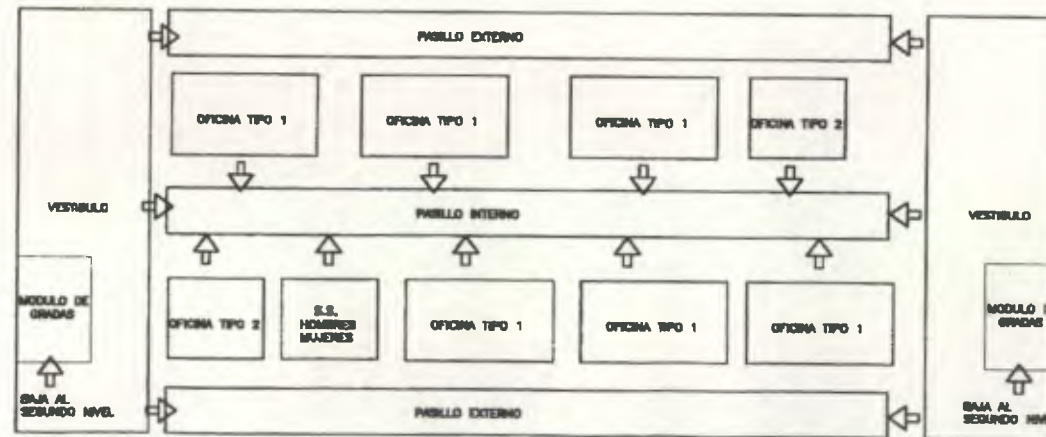 PASILLO EXTERNO
OFICINA TIPO 1
OFICINA TIPO 1
OFICINA TIPO 1
OFICINA TIPO 2
VESTIBULO
PASILLO INTERNO
VESTIBULO
MODULO DE
GRADAS
OFICINA TIPO 2
S.S.
HOMBRES
MUJERES
OFICINA TIPO 1
OFICINA TIPO 1
OFICINA TIPO 1
MODULO D
GRADAS
BAJA AL
SEGUNDO NIVEL
PASILLO EXTERNO
BAJA AL
SEGUNDO NIV